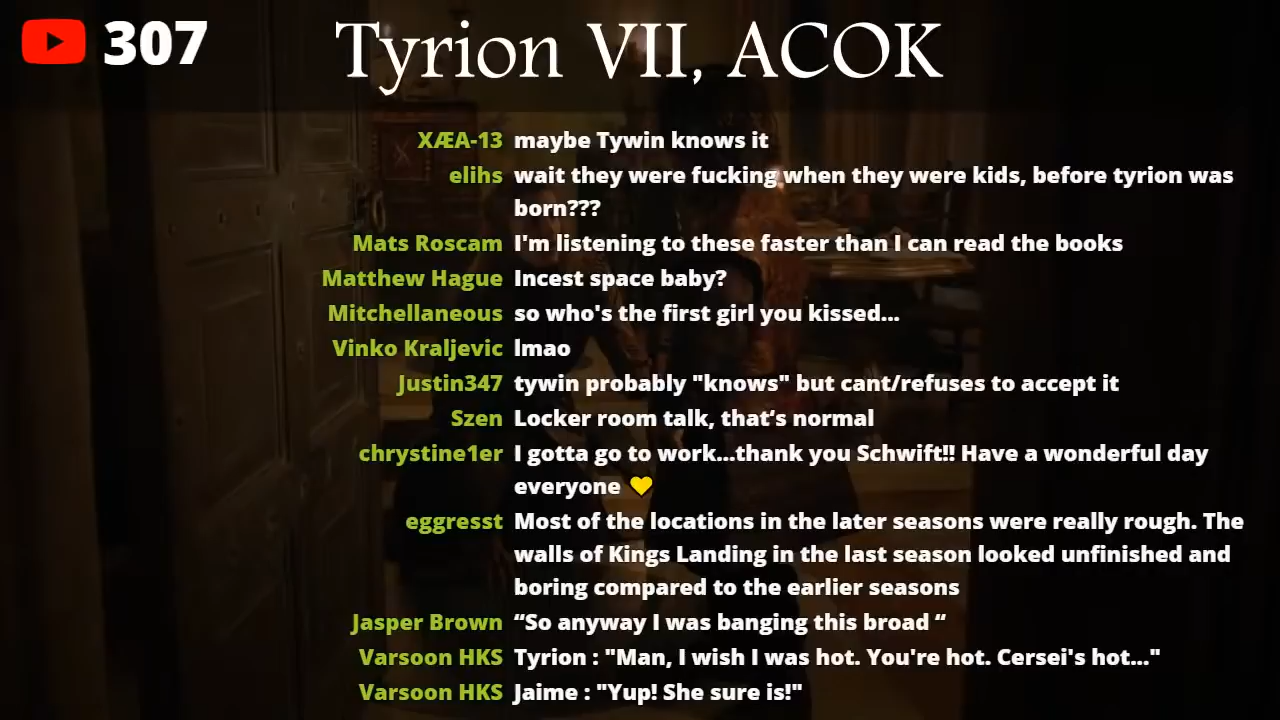 307
Tyrion VII, ACOK
XÆA-13 maybe Tywin knows it
elihs wait they were fucking when they were kids, before tyrion was
born???
Mats Roscam I'm listening to these faster than I can read the books
Matthew Hague Incest space baby?
Mitchellaneous so who's the first girl you kissed...
Vinko Kraljevic lmao
Justin347 tywin probably "knows" but cant/refuses to accept it
Szen Locker room talk, that’s normal
chrystine1er I gotta go to work...thank you Schwift!! Have a wonderful day
everyone 💛
eggresst Most of the locations in the later seasons were really rough. The
walls of Kings Landing in the last season looked unfinished and
boring compared to the earlier seasons
Jasper Brown “So anyway I was banging this broad “
Varsoon HKS Tyrion : "Man, I wish I was hot. You're hot. Cersei's hot..."
Varsoon HKS Jaime : "Yup! She sure is!"